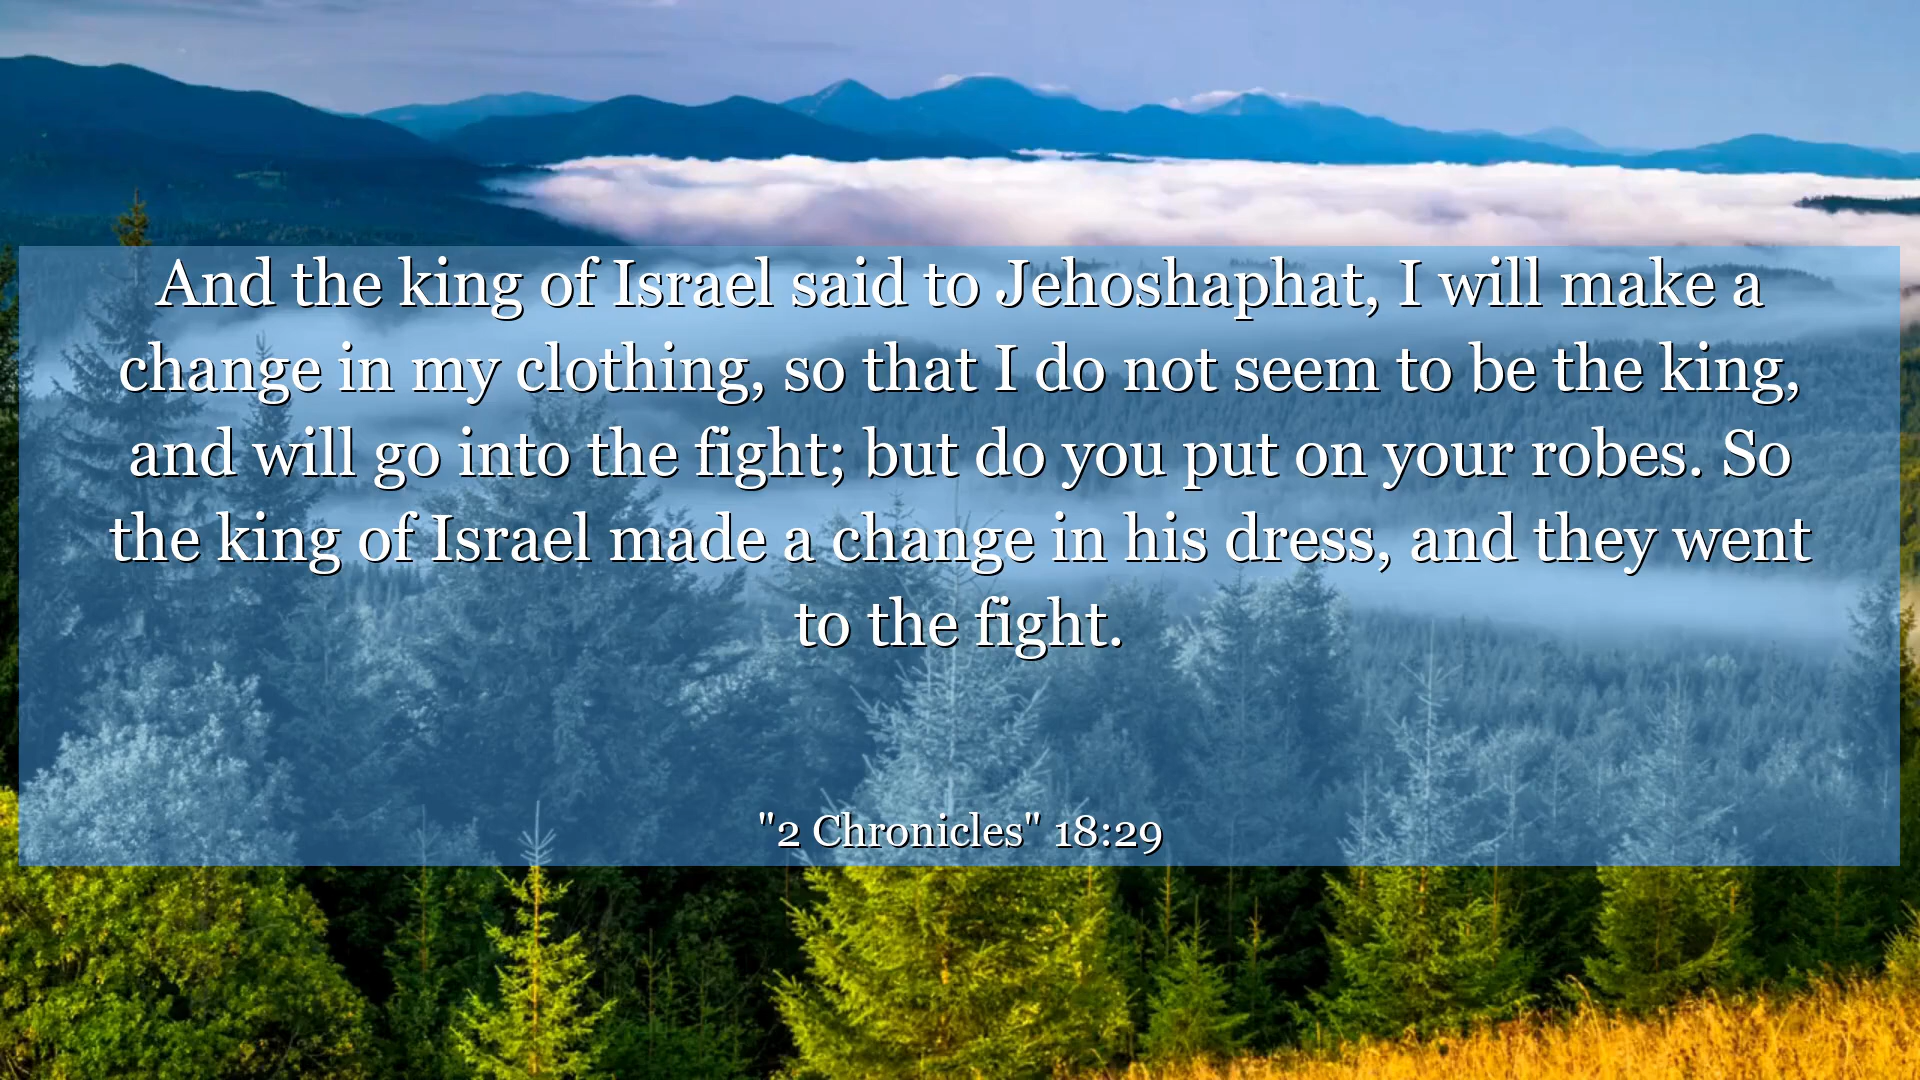 And the king of Israel said to Jehoshaphat, I will make a
change in my clothing, so that I do not seem to be the king,
and will go into the fight; but do you put on your robes. So
the king of Israel made a change in his dress, and they went
to the fight.
"2 Chronicles" 18:29